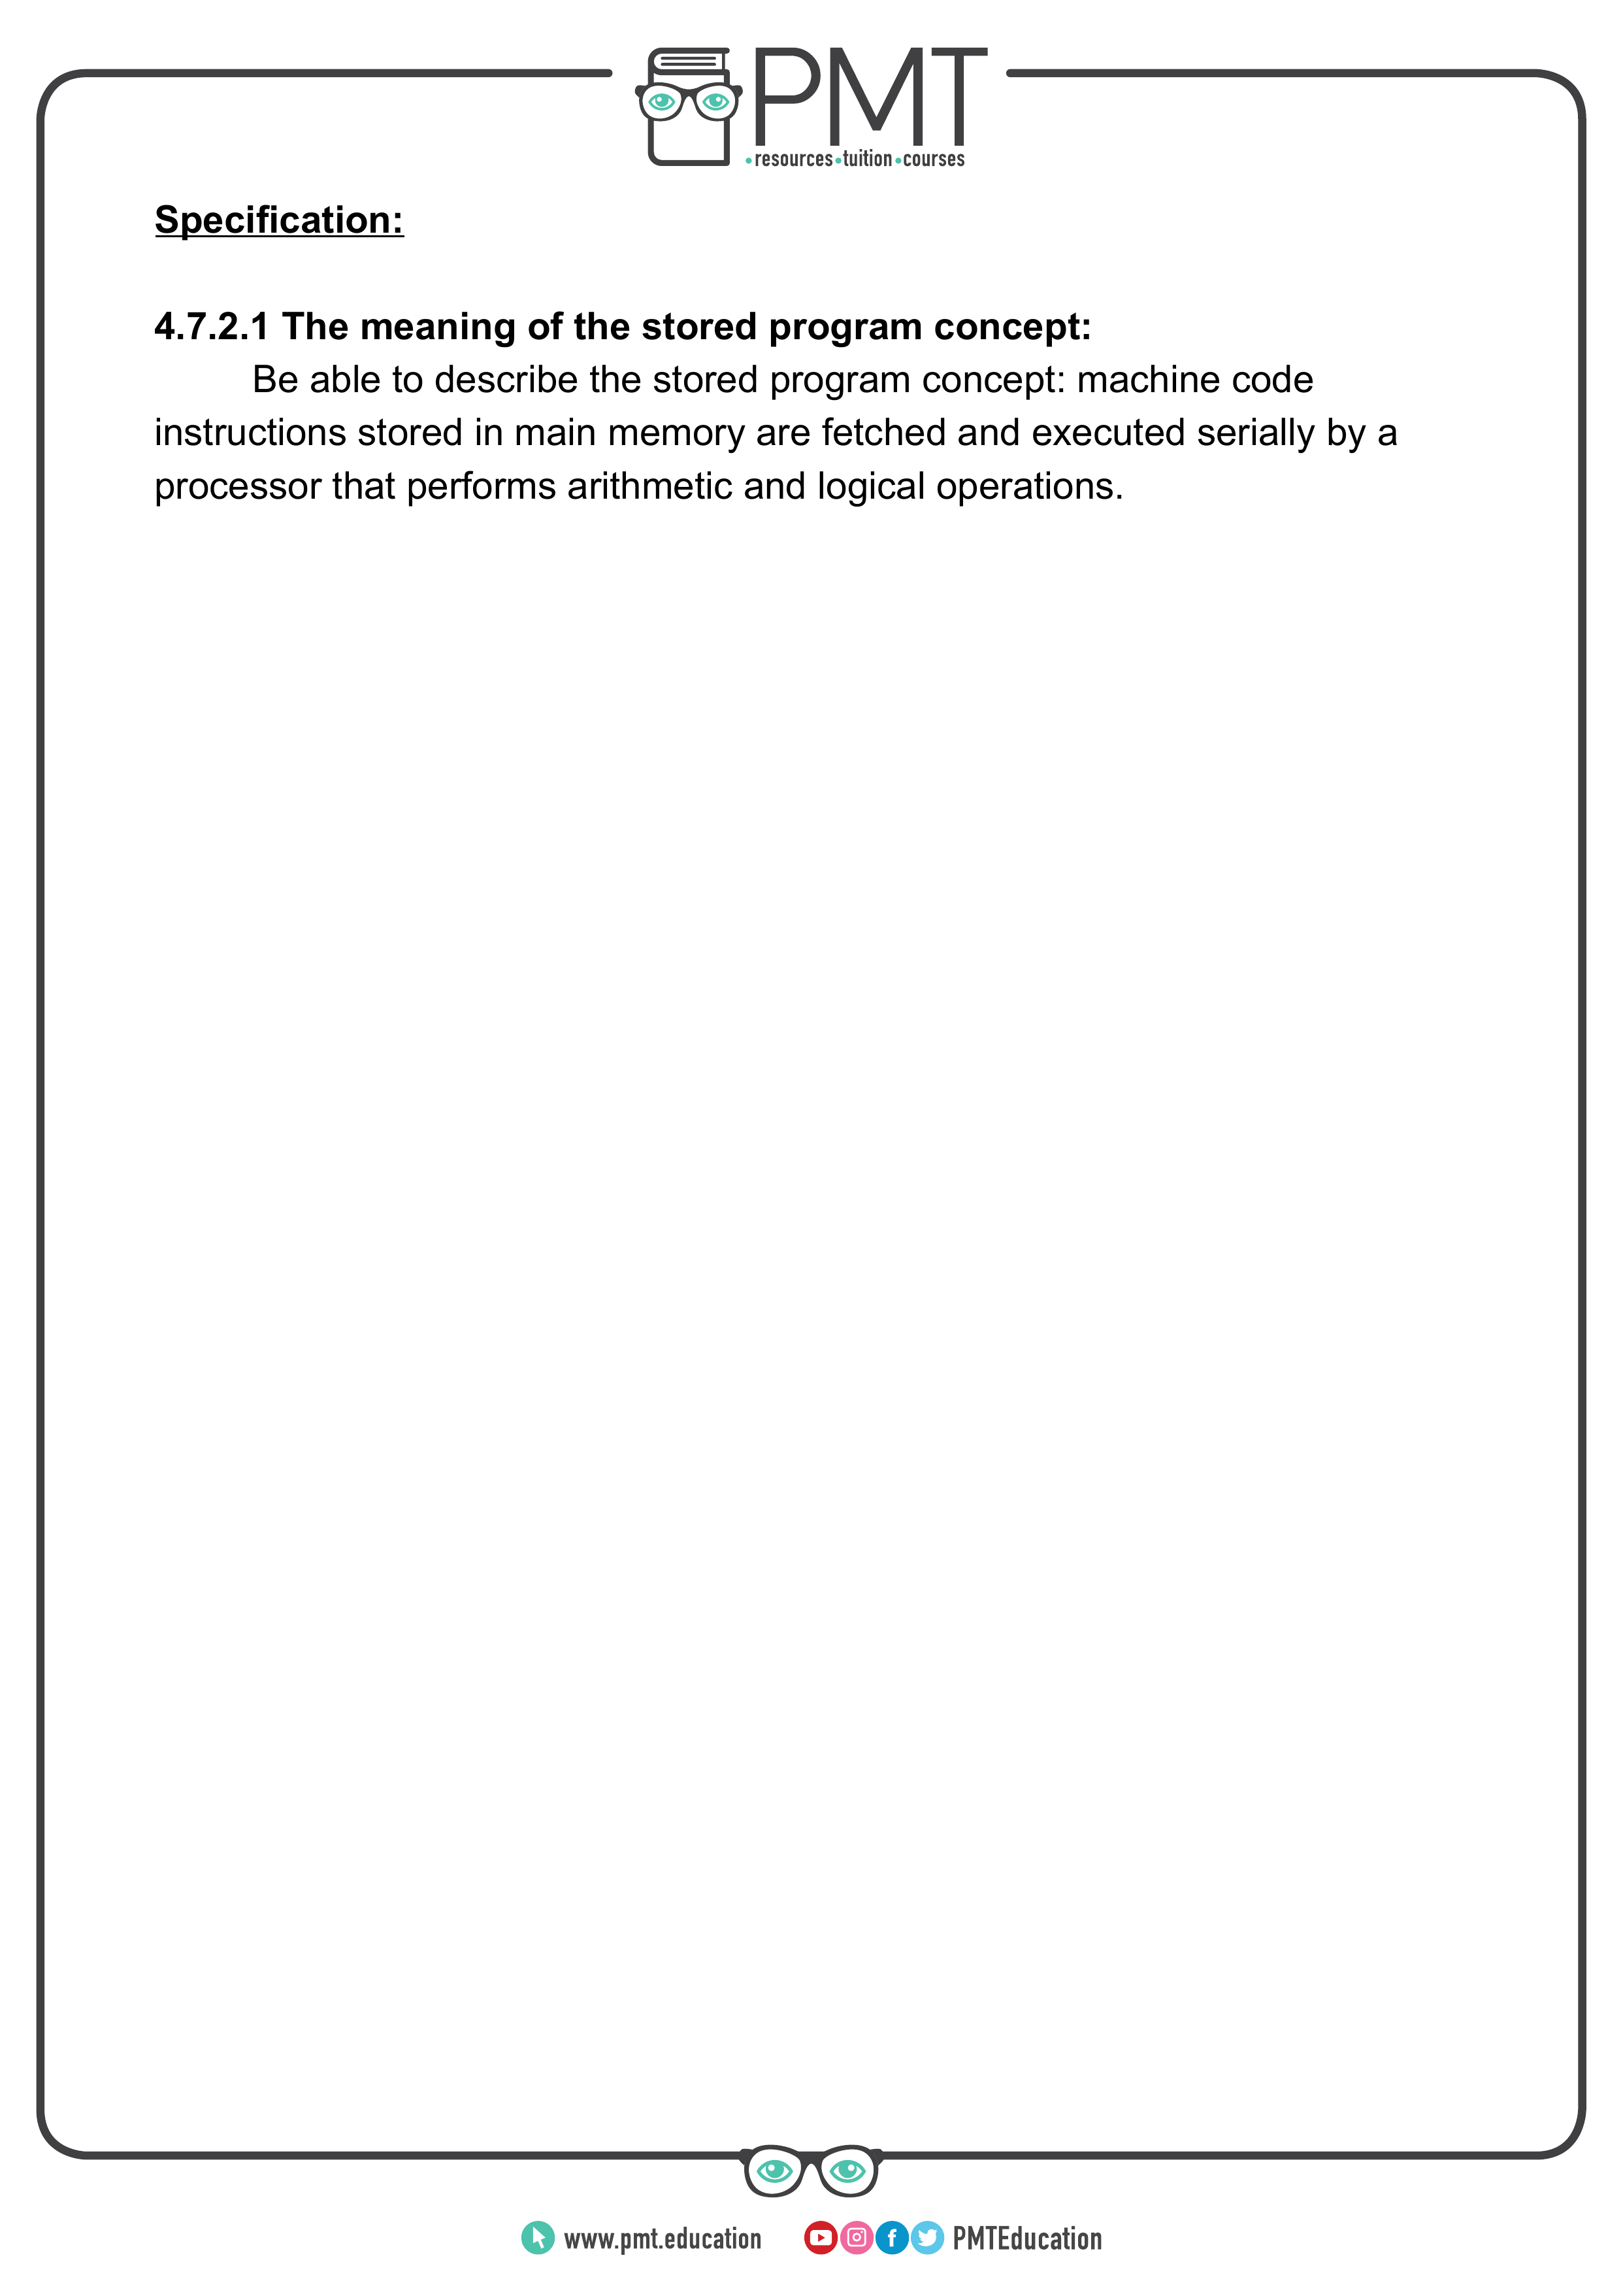 PMT
resources tuition courses
Specification:
4.7.2.1 The meaning of the stored program concept:
Be able to describe the stored program concept: machine code
instructions stored in main memory are fetched and executed serially by a
processor that performs arithmetic and logical operations.
www.pmt.education PMTEducation